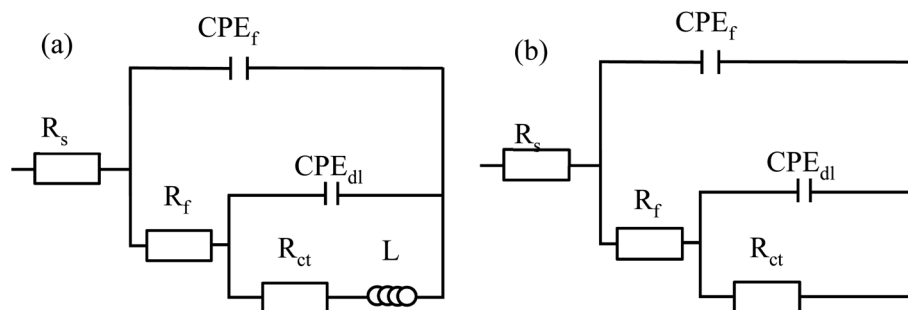 (a)
CPEf
Rs
CPEdl
Rf
Rct
L
(b)
CPEf
Rs
CPEdl
Rf
Rct